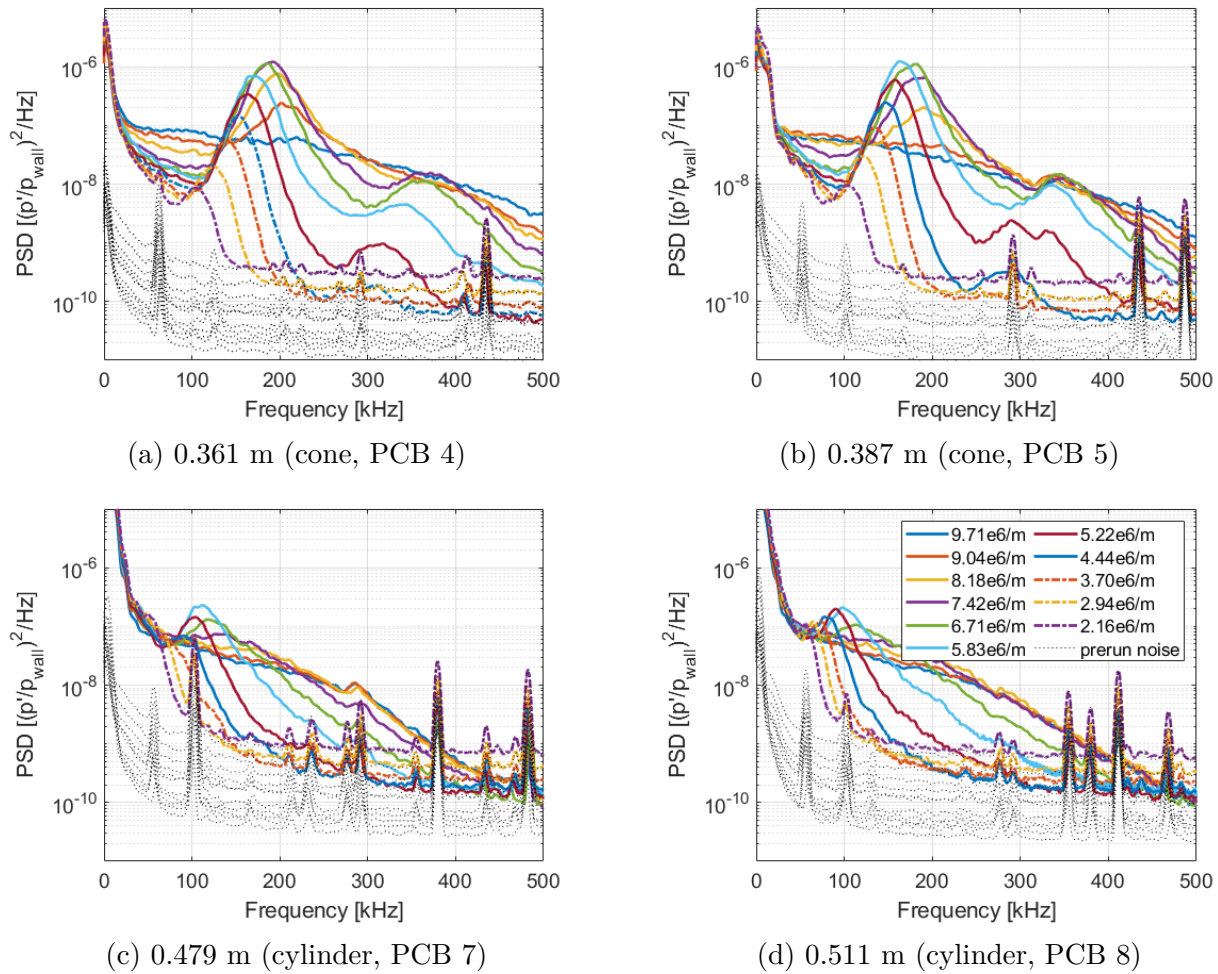 10^-6
10^-8
10^-10
PSD [(p'/p_wall)^2/Hz]
0 100 200 300 400 500
Frequency [kHz]
(a) 0.361 m (cone, PCB 4)
10^-6
10^-8
10^-10
PSD [(p'/p_wall)^2/Hz]
0 100 200 300 400 500
Frequency [kHz]
(b) 0.387 m (cone, PCB 5)
10^-6
10^-8
10^-10
PSD [(p'/p_wall)^2/Hz]
0 100 200 300 400 500
Frequency [kHz]
(c) 0.479 m (cylinder, PCB 7)
10^-6
10^-8
10^-10
PSD [(p'/p_wall)^2/Hz]
9.71e6/m 5.22e6/m
9.04e6/m 4.44e6/m
8.18e6/m 3.70e6/m
7.42e6/m 2.94e6/m
6.71e6/m 2.16e6/m
5.83e6/m prerun noise
0 100 200 300 400 500
Frequency [kHz]
(d) 0.511 m (cylinder, PCB 8)